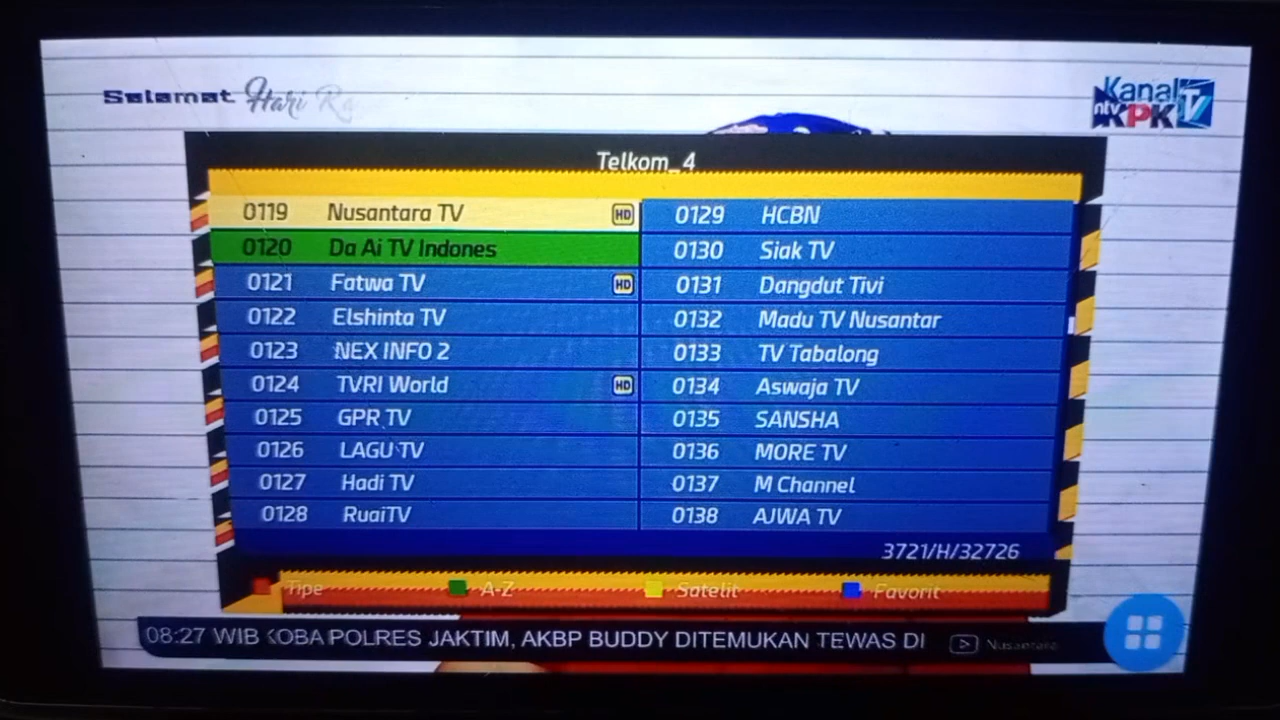 Selamat Hari Ra
Kanal
ntv KPK TV
Telkom_4
0119 Nusantara TV HD
0120 Da Ai TV Indones
0121 Fatwa TV HD
0122 Elshinta TV
0123 NEX INFO 2
0124 TVRI World HD
0125 GPR TV
0126 LAGU TV
0127 Hadi TV
0128 RuaiTV
0129 HCBN
0130 Siak TV
0131 Dangdut Tivi
0132 Madu TV Nusantar
0133 TV Tabalong
0134 Aswaja TV
0135 SANSHA
0136 MORE TV
0137 M Channel
0138 AJWA TV
3721/H/32726
Tipe A-Z Satelit Favorit
08:27 WIB KOBA POLRES JAKTIM, AKBP BUDDY DITEMUKAN TEWAS DI Nusantara